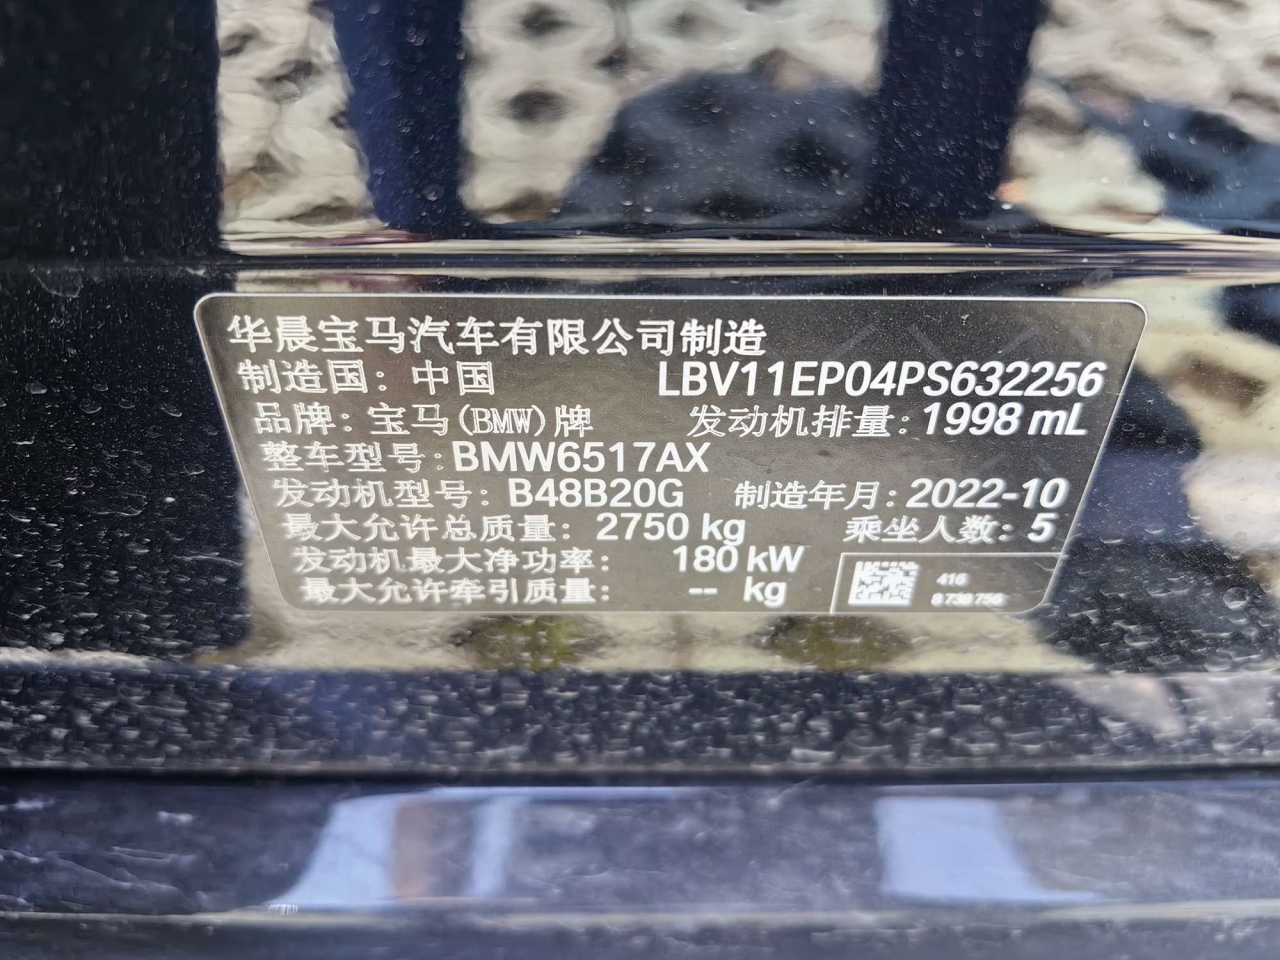 华晨宝马汽车有限公司制造
制造国：中国 LBV11EP04PS632256
品牌：宝马(BMW)牌 发动机排量：1998 mL
整车型号：BMW6517AX
发动机型号：B48B20G 制造年月：2022-10
最大允许总质量：2750 kg 乘坐人数：5
发动机最大净功率：180 kW
最大允许牵引质量：-- kg
416
8 738 756